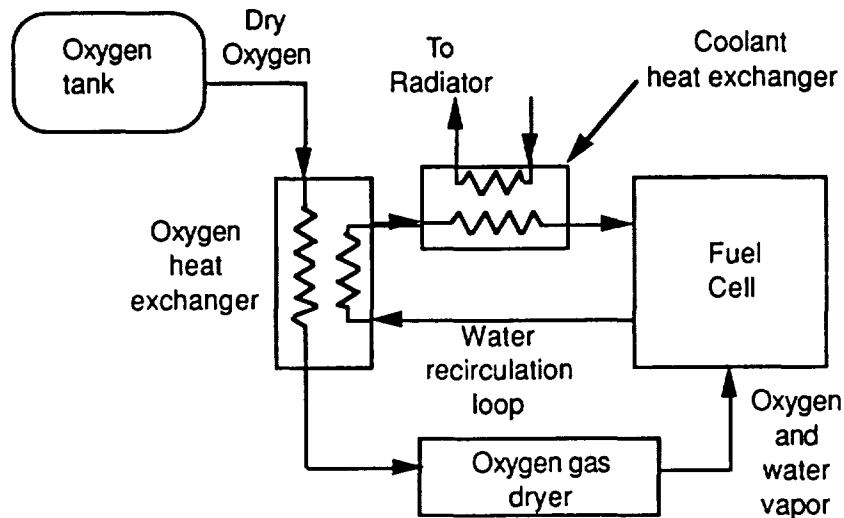 Oxygen
tank
Dry
Oxygen
To
Radiator
Coolant
heat exchanger
Oxygen
heat
exchanger
Fuel
Cell
Water
recirculation
loop
Oxygen gas
dryer
Oxygen
and
water
vapor